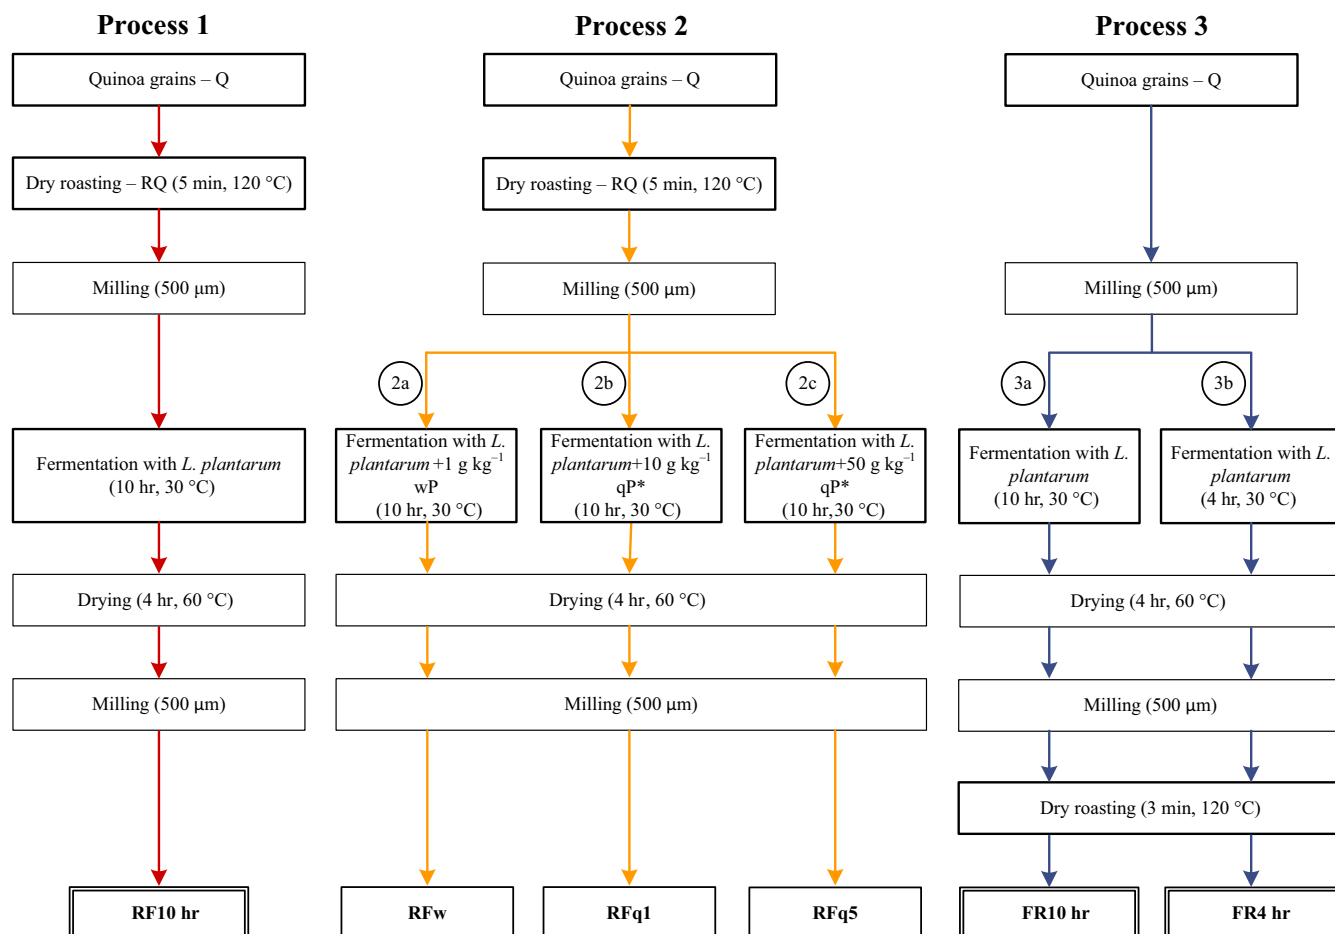 Process 1
Process 2
Process 3
Quinoa grains – Q
Quinoa grains – Q
Quinoa grains – Q
Dry roasting – RQ (5 min, 120 °C)
Dry roasting – RQ (5 min, 120 °C)
Milling (500 μm)
Milling (500 μm)
Milling (500 μm)
2a
2b
2c
3a
3b
Fermentation with L. plantarum
(10 hr, 30 °C)
Fermentation with L.
plantarum +1 g kg⁻¹
wP
(10 hr, 30 °C)
Fermentation with L.
plantarum+10 g kg⁻¹
qP*
(10 hr, 30 °C)
Fermentation with L.
plantarum+50 g kg⁻¹
qP*
(10 hr,30 °C)
Fermentation with L.
plantarum
(10 hr, 30 °C)
Fermentation with L.
plantarum
(4 hr, 30 °C)
Drying (4 hr, 60 °C)
Drying (4 hr, 60 °C)
Drying (4 hr, 60 °C)
Milling (500 μm)
Milling (500 μm)
Milling (500 μm)
Dry roasting (3 min, 120 °C)
RF10 hr
RFw
RFq1
RFq5
FR10 hr
FR4 hr